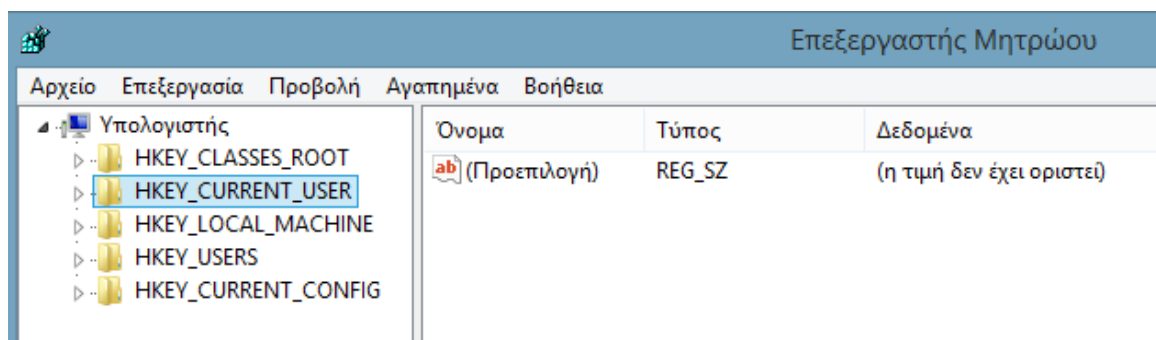 Επεξεργαστής Μητρώου
Αρχείο Επεξεργασία Προβολή Αγαπημένα Βοήθεια
Υπολογιστής
HKEY_CLASSES_ROOT
HKEY_CURRENT_USER
HKEY_LOCAL_MACHINE
HKEY_USERS
HKEY_CURRENT_CONFIG
Όνομα Τύπος Δεδομένα
ab (Προεπιλογή) REG_SZ (η τιμή δεν έχει οριστεί)